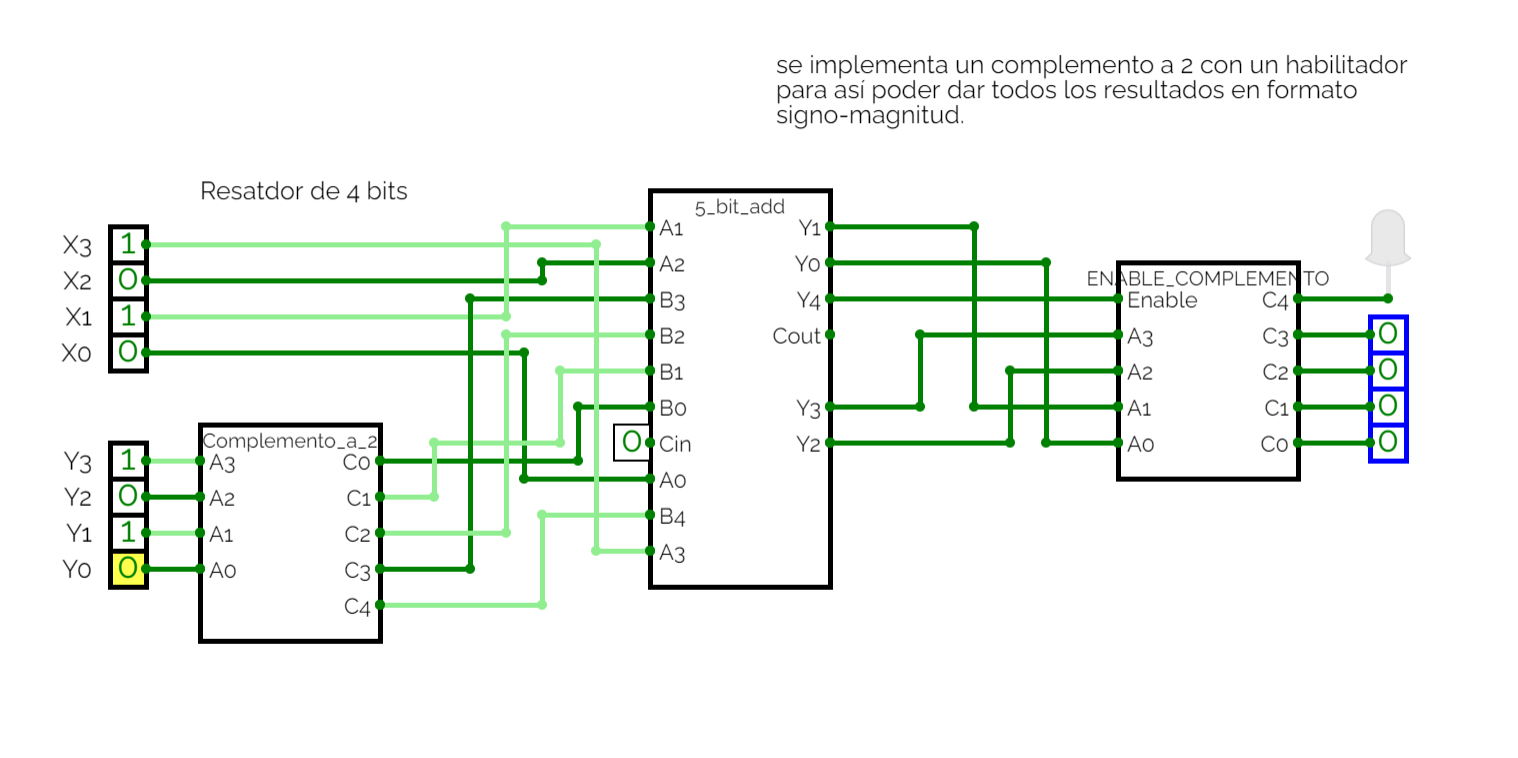 se implementa un complemento a 2 con un habilitador
para así poder dar todos los resultados en formato
signo-magnitud.
Resatdor de 4 bits
X3 1
X2 0
X1 1
X0 0
Y3 1
Y2 0
Y1 1
Y0 0
Complemento_a_2
A3 C0
A2 C1
A1 C2
A0 C3
C4
5_bit_add
A1 Y1
A2 Y0
B3 Y4
B2 Cout
B1
B0 Y3
0 Cin Y2
A0
B4
A3
ENABLE_COMPLEMENTO
Enable C4
A3 C3 0
A2 C2 0
A1 C1 0
A0 C0 0